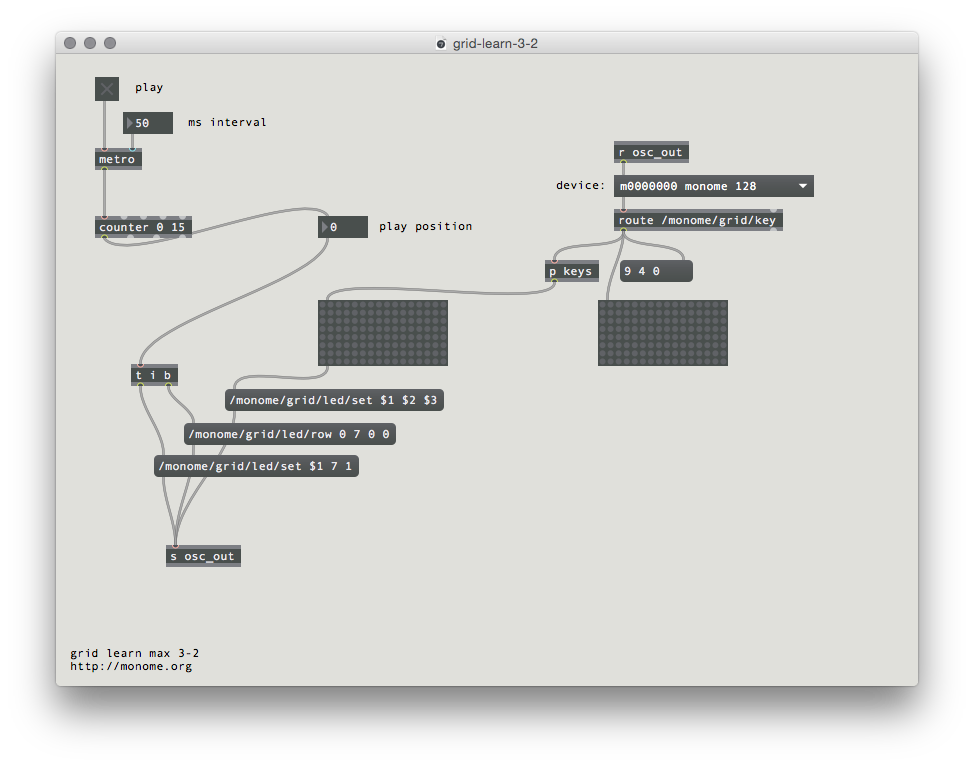 grid-learn-3-2
play
50
ms interval
metro
r osc_out
device:
m0000000 monome 128
counter 0 15
0
play position
route /monome/grid/key
p keys
9 4 0
t i b
/monome/grid/led/set $1 $2 $3
/monome/grid/led/row 0 7 0 0
/monome/grid/led/set $1 7 1
s osc_out
grid learn max 3-2
http://monome.org